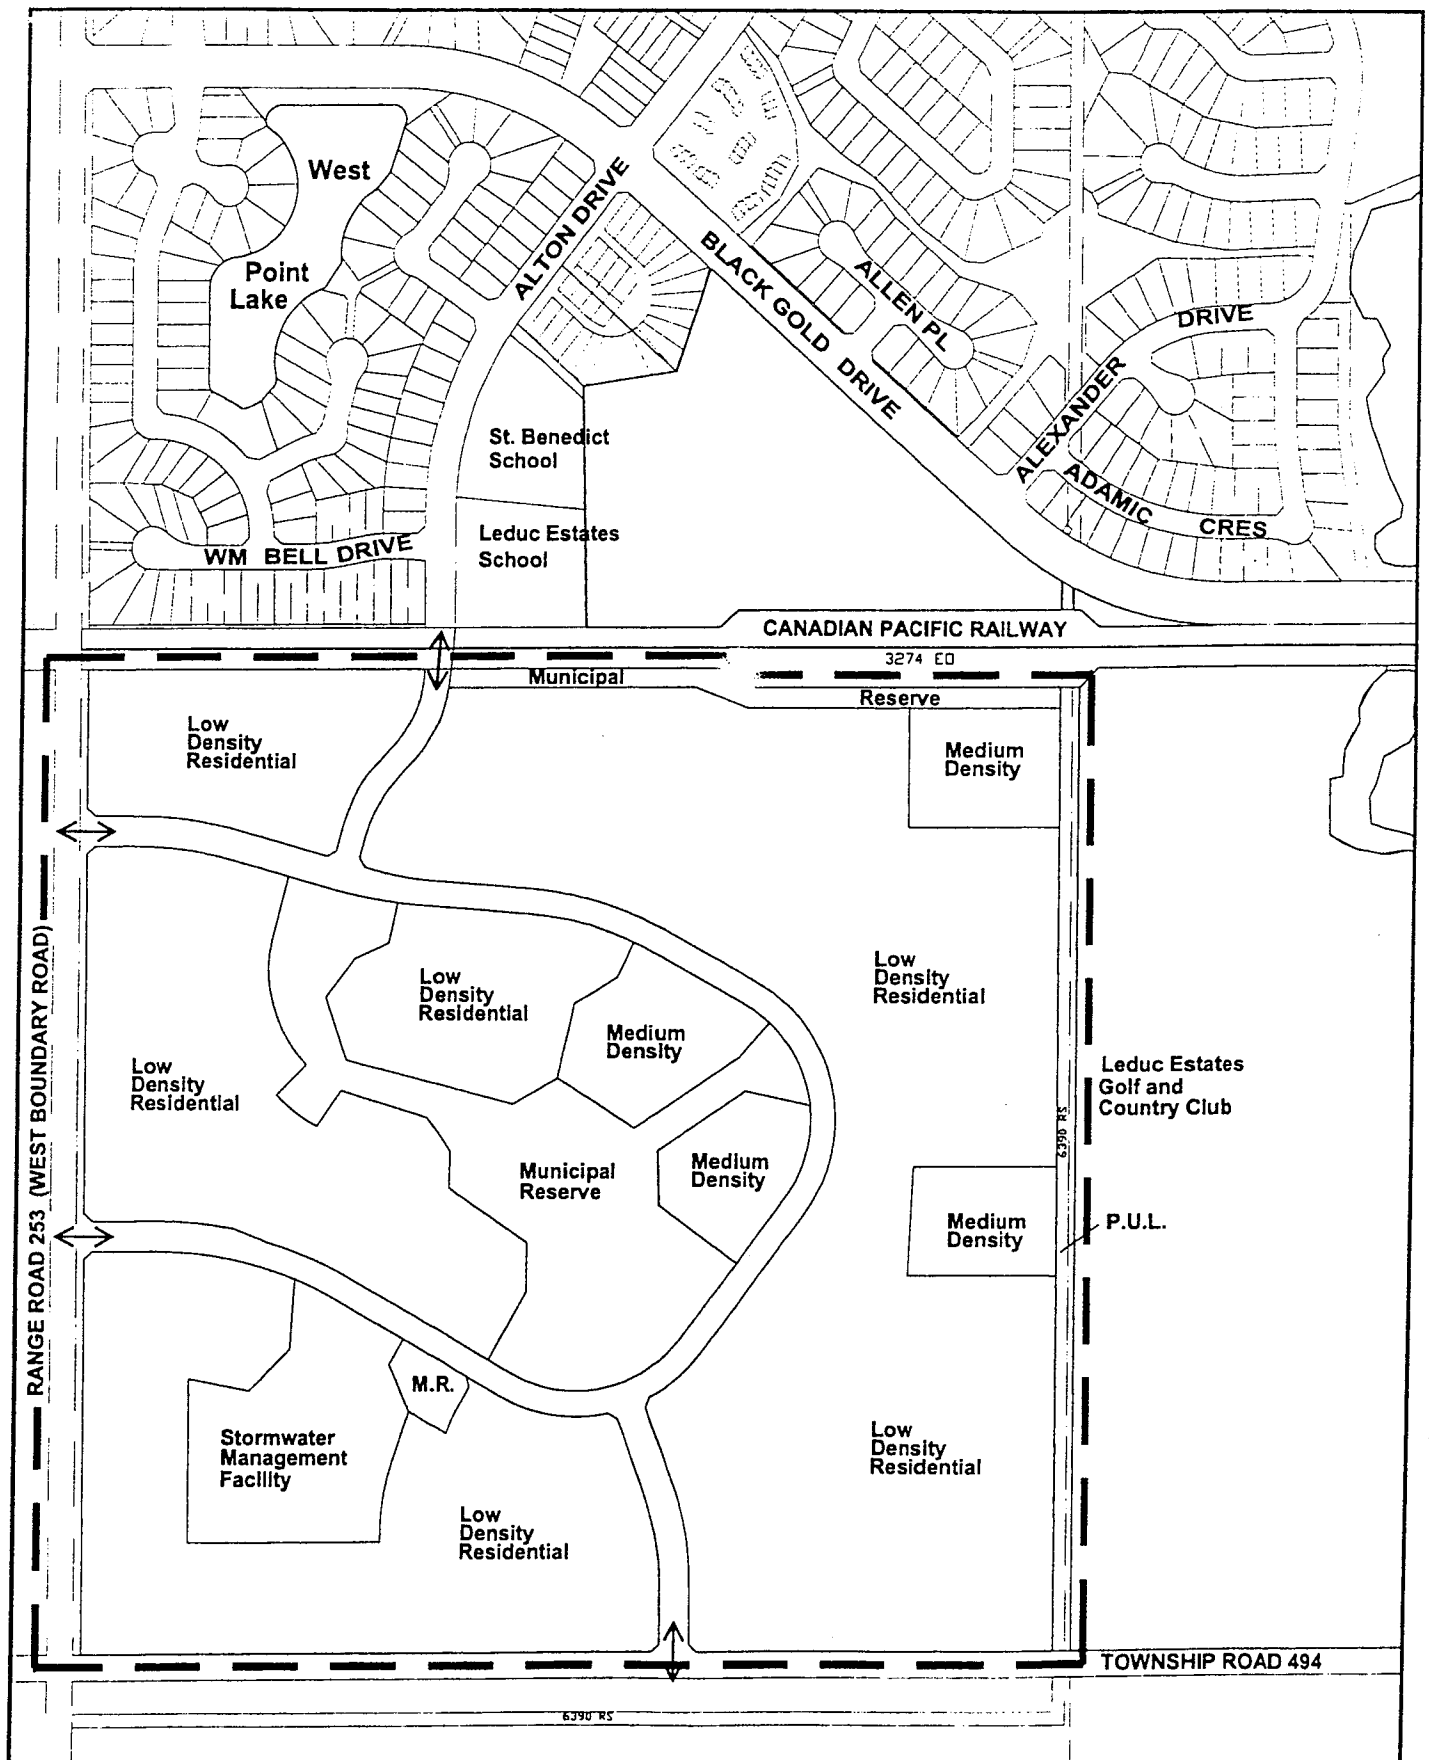 West
Point
Lake
ALTON DRIVE
BLACK GOLD DRIVE
ALLEN PL
DRIVE
ALEXANDER
ADAMIC CRES
St. Benedict
School
Leduc Estates
School
WM BELL DRIVE
CANADIAN PACIFIC RAILWAY
3274 EO
Municipal
Reserve
Low
Density
Residential
Medium
Density
Low
Density
Residential
Low
Density
Residential
Medium
Density
Low
Density
Residential
Leduc Estates
Golf and
Country Club
6390 RS
RANGE ROAD 253 (WEST BOUNDARY ROAD)
Municipal
Reserve
Medium
Density
Medium
Density
P.U.L.
M.R.
Stormwater
Management
Facility
Low
Density
Residential
Low
Density
Residential
TOWNSHIP ROAD 494
6390 RS